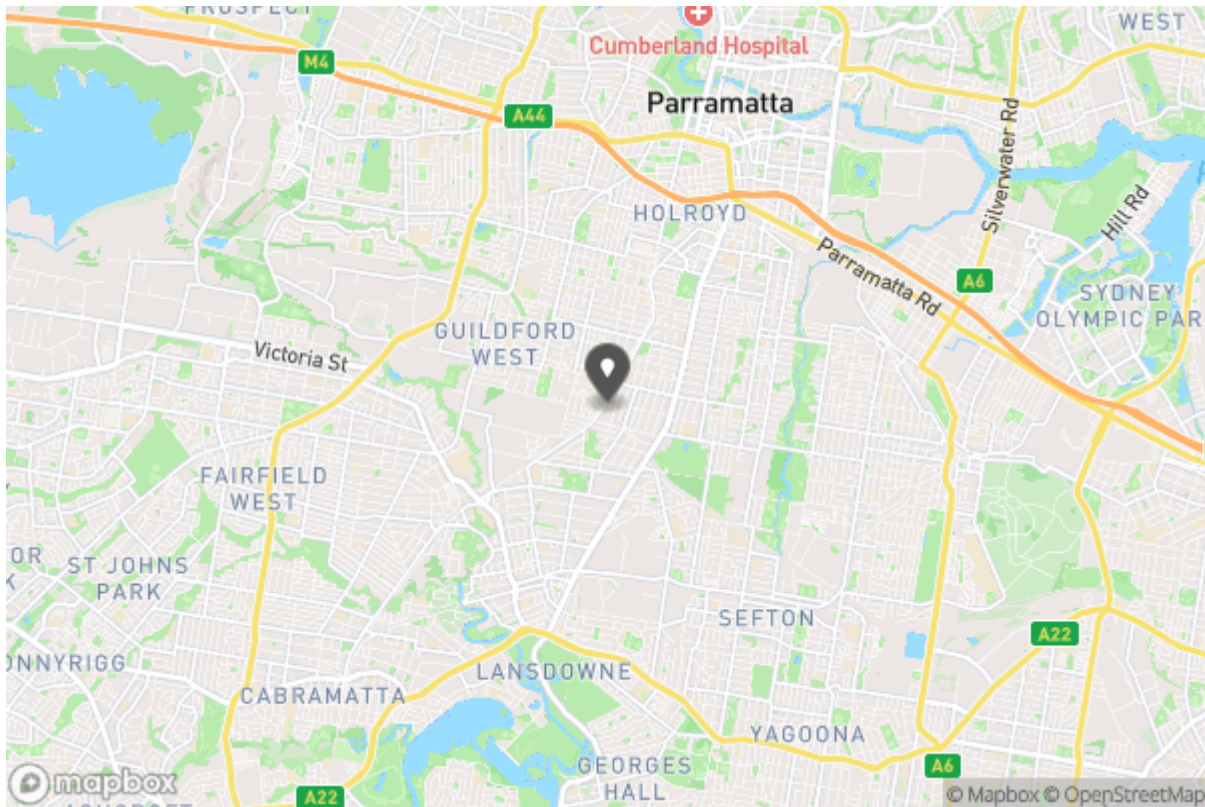 PROSPECT
WEST
Cumberland Hospital
M4
Parramatta
A44
Silverwater Rd
Hill Rd
HOLROYD
Parramatta Rd
A6
SYDNEY
OLYMPIC PAR
GUILDFORD
WEST
Victoria St
FAIRFIELD
WEST
OR
K
ST JOHNS
PARK
SEFTON
A22
ONNYRIGG
LANSDOWNE
CABRAMATTA
YAGOONA
GEORGES
HALL
A6
A22
mapbox
© Mapbox © OpenStreetMap